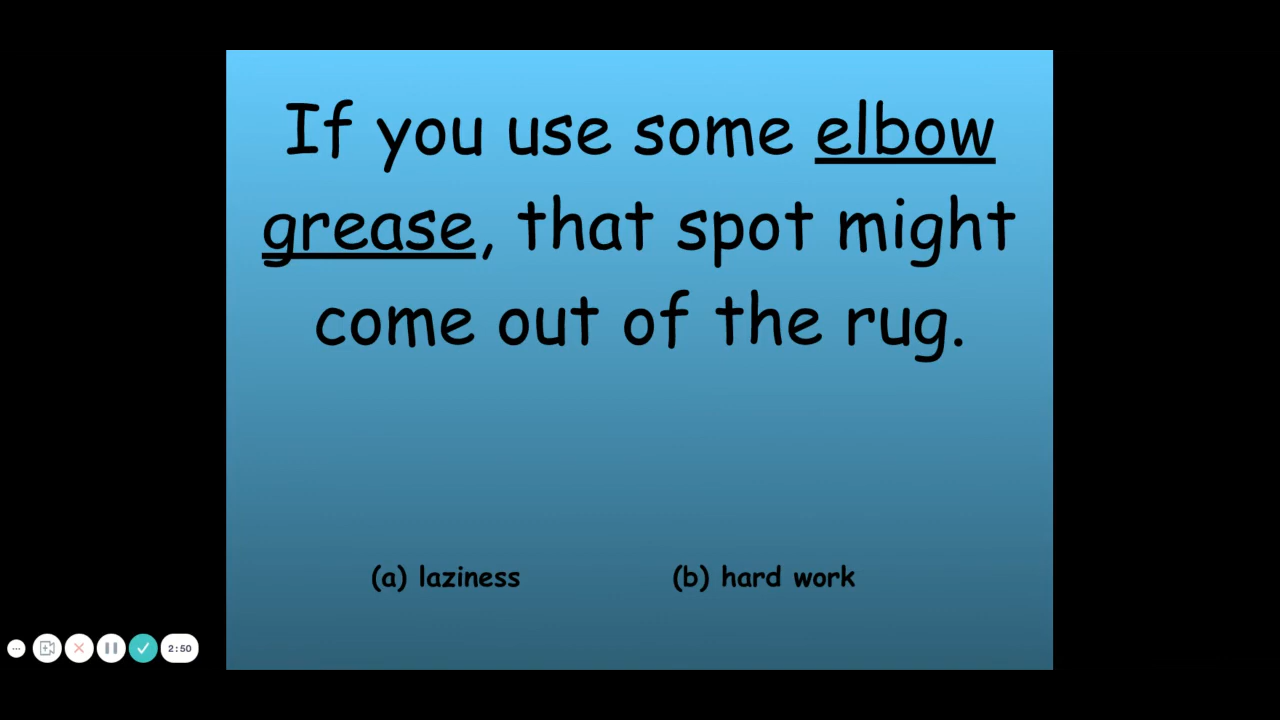 If you use some elbow
grease, that spot might
come out of the rug.
(a) laziness (b) hard work
2:50